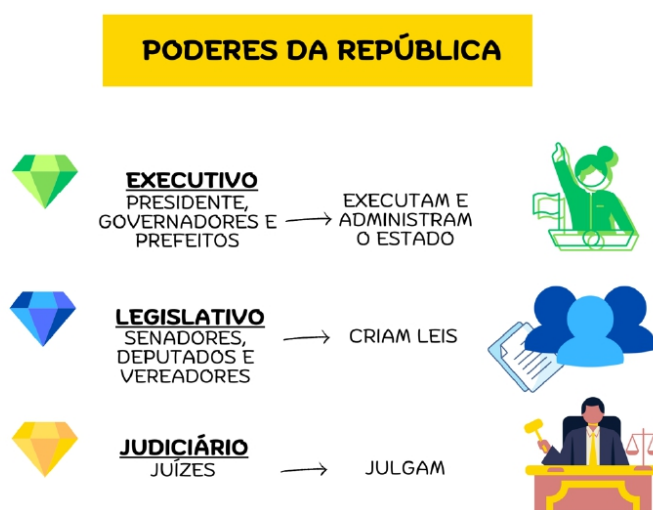 PODERES DA REPÚBLICA
EXECUTIVO
PRESIDENTE,
GOVERNADORES E
PREFEITOS
EXECUTAM E
ADMINISTRAM
O ESTADO
LEGISLATIVO
SENADORES,
DEPUTADOS E
VEREADORES
CRIAM LEIS
JUDICIÁRIO
JUÍZES
JULGAM